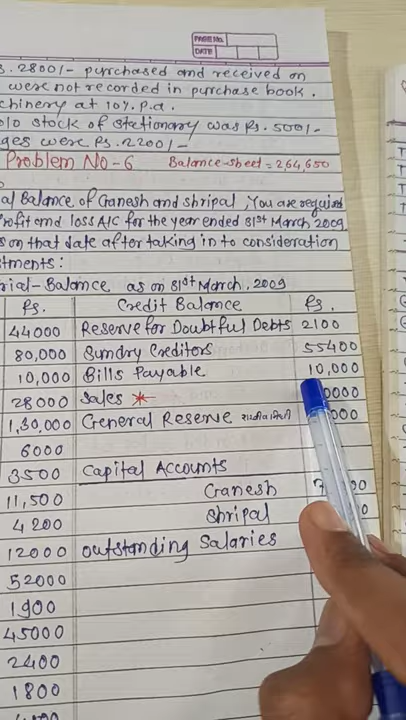 PAGE No.
DATE
s. 2800/- purchased and received on
were not recorded in purchase book.
chinery at 10% p.a.
stock of stationary was Rs. 500/-
ges were Rs. 2200/-
Problem No-6 Balance-sheet = 264,650
al Balance of Ganesh and shripal. You are required
rofit and loss A/C for the year ended 31st March 2009
s on that date after taking in to consideration
stments:
rial-Balance as on 31st March, 2009
Rs. Credit Balance Rs.
44000 Reserve for Doubtful Debts 2100
80,000 Sundry Creditors 55400
10,000 Bills Payable 10,000
28000 Sales * 0000
1,30,000 General Reserve 000
6000
3500 Capital Accounts
11,500 Ganesh
4200 Shripal
12000 outstanding Salaries
52000
1900
45000
2400
1800